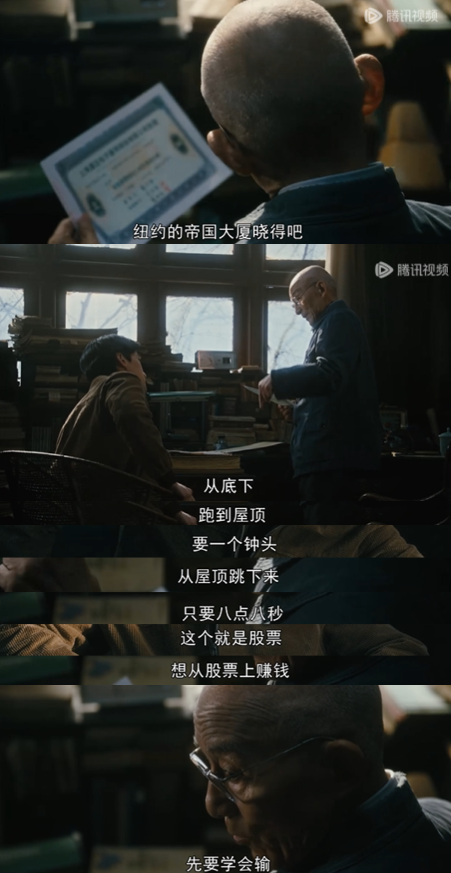 腾讯视频
纽约的帝国大厦晓得吧
腾讯视频
从底下
跑到屋顶
要一个钟头
从屋顶跳下来
只要八点八秒
这个就是股票
想从股票上赚钱
先要学会输